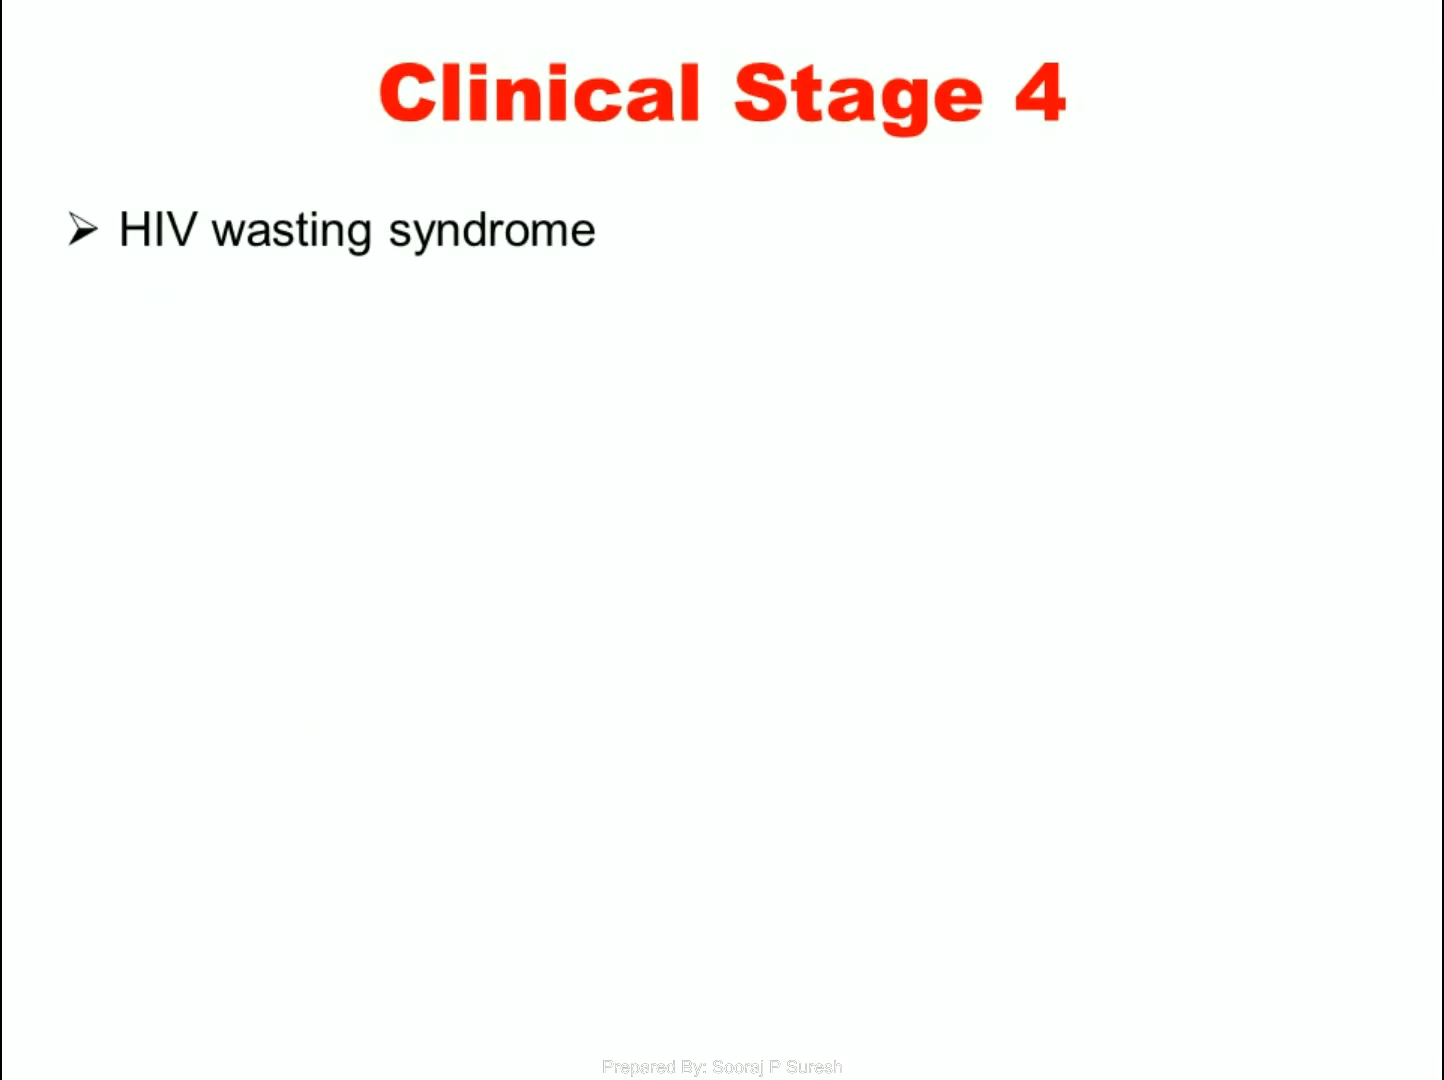 Clinical Stage 4
➢ HIV wasting syndrome
Prepared By: Sooraj P Suresh